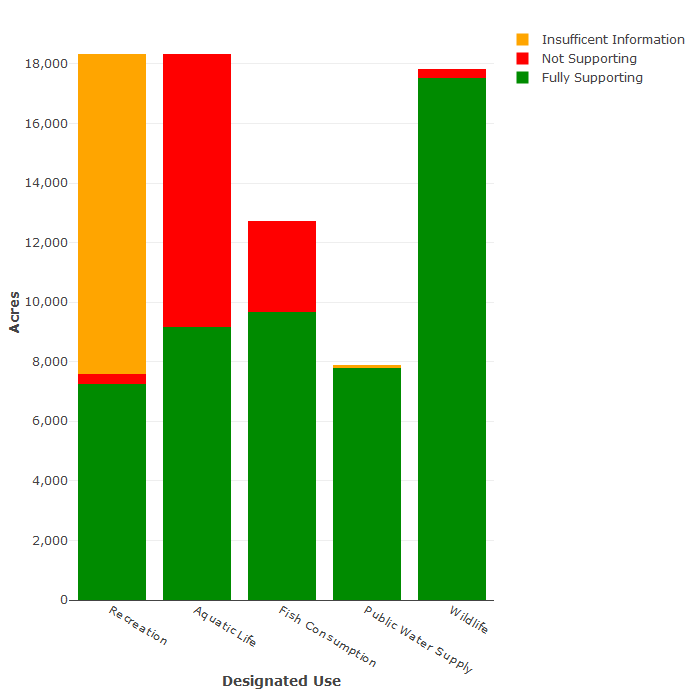 Insufficent Information
Not Supporting
Fully Supporting
18,000
16,000
14,000
12,000
10,000
8,000
6,000
4,000
2,000
0
Acres
Recreation
Aquatic Life
Fish Consumption
Public Water Supply
Wildlife
Designated Use